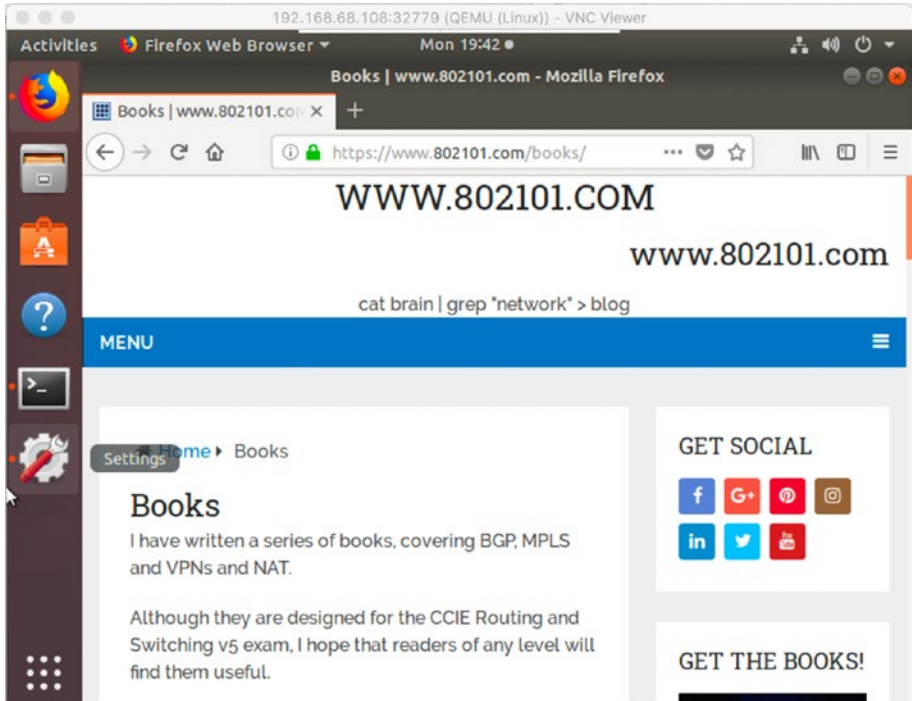 192.168.68.108:32779 (QEMU (Linux)) - VNC Viewer
Activities Firefox Web Browser Mon 19:42
Books | www.802101.com - Mozilla Firefox
Books | www.802101.con
https://www.802101.com/books/
WWW.802101.COM
www.802101.com
cat brain | grep "network" > blog
MENU
Home Books
Settings
Books
I have written a series of books, covering BGP, MPLS
and VPNs and NAT.
Although they are designed for the CCIE Routing and
Switching v5 exam, I hope that readers of any level will
find them useful.
GET SOCIAL
GET THE BOOKS!